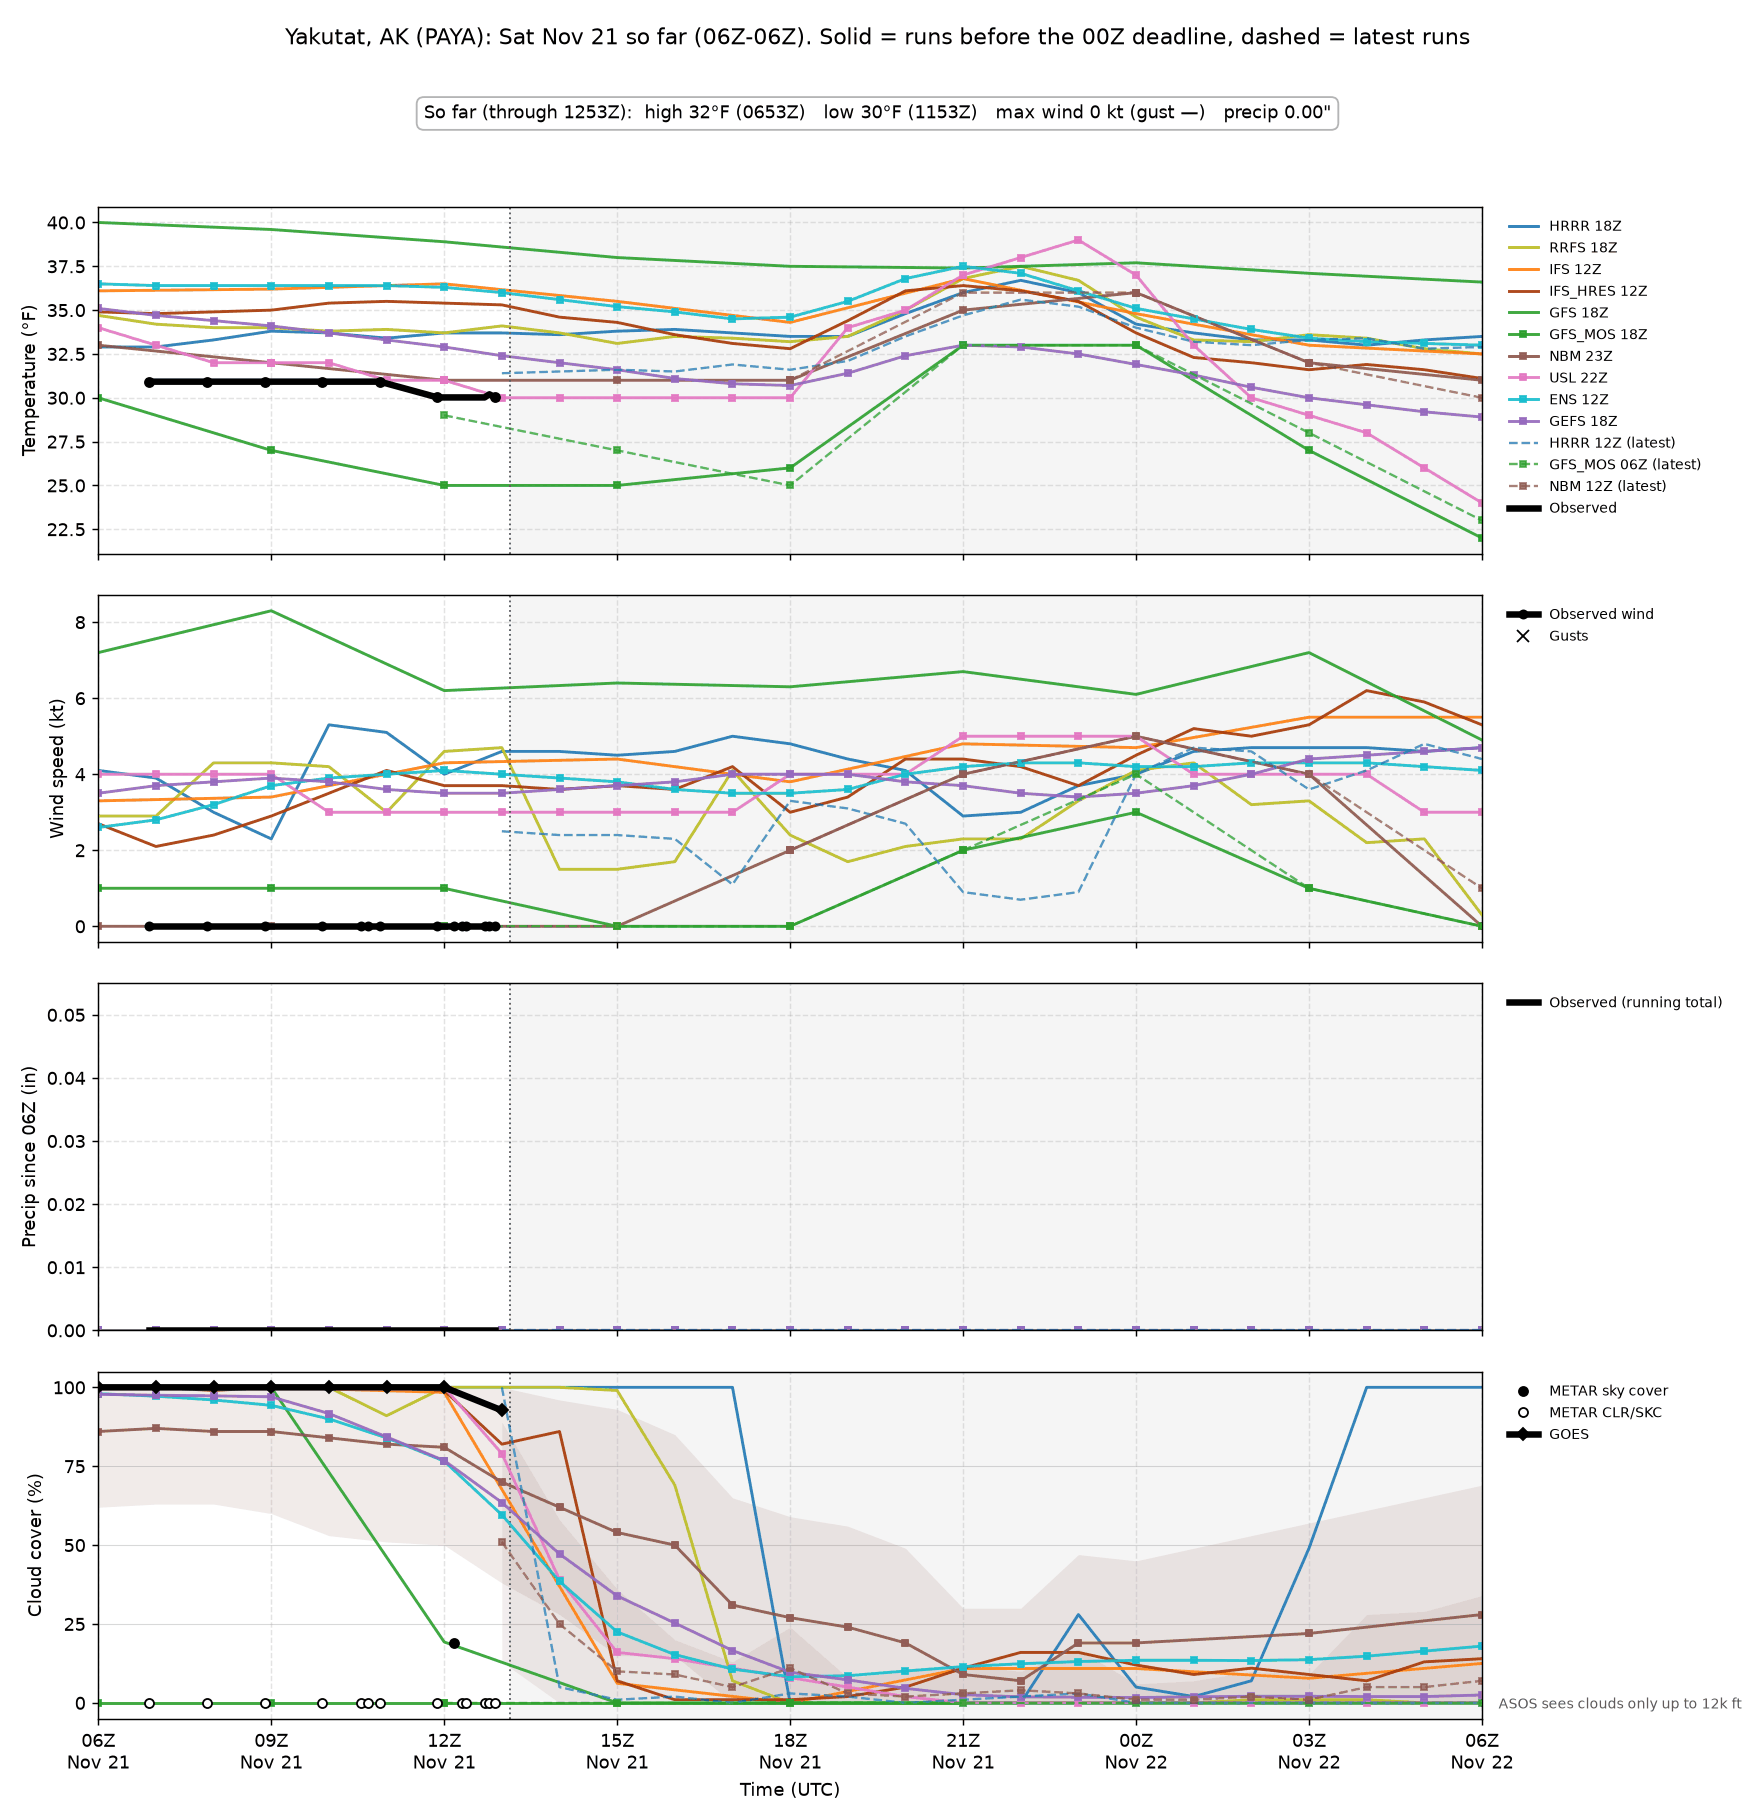 Yakutat, AK (PAYA): Sat Nov 21 so far (06Z-06Z). Solid = runs before the 00Z deadline, dashed = latest runs
So far (through 1253Z):  high 32°F (0653Z)   low 30°F (1153Z)   max wind 0 kt (gust —)   precip 0.00"
Temperature (°F)
40.0
37.5
35.0
32.5
30.0
27.5
25.0
22.5
HRRR 18Z
RRFS 18Z
IFS 12Z
IFS_HRES 12Z
GFS 18Z
GFS_MOS 18Z
NBM 23Z
USL 22Z
ENS 12Z
GEFS 18Z
HRRR 12Z (latest)
GFS_MOS 06Z (latest)
NBM 12Z (latest)
Observed
Wind speed (kt)
8
6
4
2
0
Observed wind
Gusts
Precip since 06Z (in)
0.05
0.04
0.03
0.02
0.01
0.00
Observed (running total)
Cloud cover (%)
100
75
50
25
0
METAR sky cover
METAR CLR/SKC
GOES
ASOS sees clouds only up to 12k ft
06Z 09Z 12Z 15Z 18Z 21Z 00Z 03Z 06Z
Nov 21 Nov 21 Nov 21 Nov 21 Nov 21 Nov 21 Nov 22 Nov 22 Nov 22
Time (UTC)